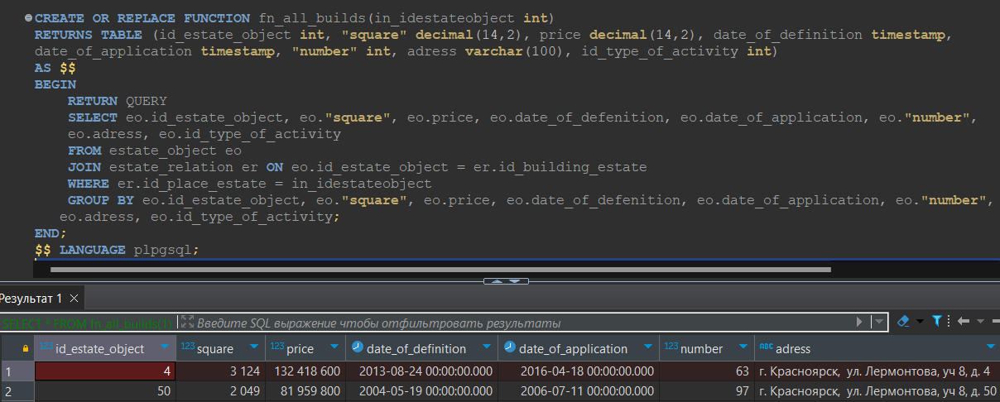 CREATE OR REPLACE FUNCTION fn_all_builds(in_idestateobject int)
RETURNS TABLE (id_estate_object int, "square" decimal(14,2), price decimal(14,2), date_of_definition timestamp,
date_of_application timestamp, "number" int, adress varchar(100), id_type_of_activity int)
AS $$
BEGIN
RETURN QUERY
SELECT eo.id_estate_object, eo."square", eo.price, eo.date_of_defenition, eo.date_of_application, eo."number",
eo.adress, eo.id_type_of_activity
FROM estate_object eo
JOIN estate_relation er ON eo.id_estate_object = er.id_building_estate
WHERE er.id_place_estate = in_idestateobject
GROUP BY eo.id_estate_object, eo."square", eo.price, eo.date_of_defenition, eo.date_of_application, eo."number",
eo.adress, eo.id_type_of_activity;
END;
$$ LANGUAGE plpgsql;
Результат 1
SELECT * FROM fn_all_builds(1) Введите SQL выражение чтобы отфильтровать результаты
123 id_estate_object 123 square 123 price date_of_definition date_of_application 123 number ABC adress
1 4 3 124 132 418 600 2013-08-24 00:00:00.000 2016-04-18 00:00:00.000 63 г. Красноярск, ул. Лермонтова, уч 8, д. 4
2 50 2 049 81 959 800 2004-05-19 00:00:00.000 2006-07-11 00:00:00.000 97 г. Красноярск, ул. Лермонтова, уч 8, д. 50